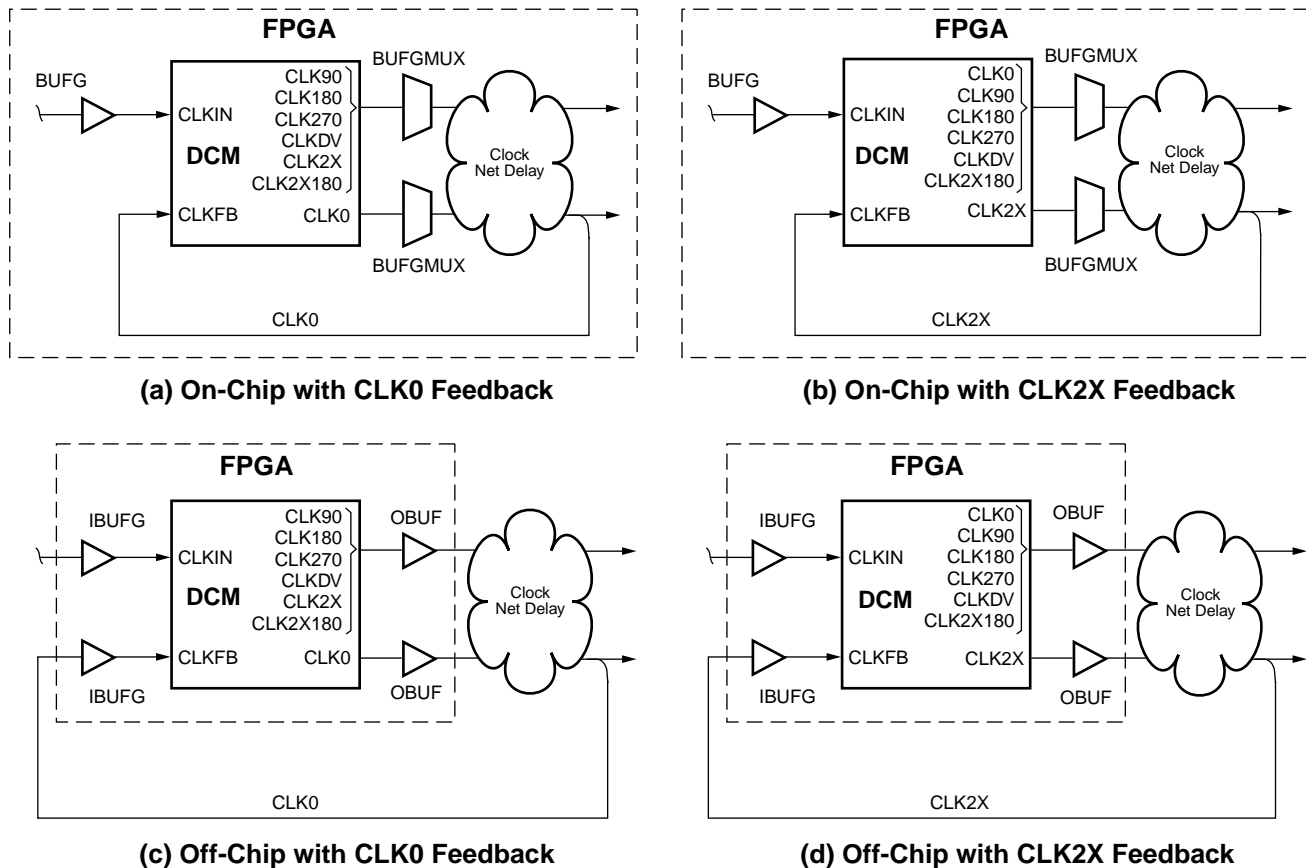 FPGA
BUFG
CLKIN
DCM
CLKFB
CLK90
CLK180
CLK270
CLKDV
CLK2X
CLK2X180
CLK0
BUFGMUX
BUFGMUX
Clock
Net Delay
CLK0
(a) On-Chip with CLK0 Feedback
FPGA
BUFG
CLKIN
DCM
CLKFB
CLK0
CLK90
CLK180
CLK270
CLKDV
CLK2X180
CLK2X
BUFGMUX
BUFGMUX
Clock
Net Delay
CLK2X
(b) On-Chip with CLK2X Feedback
FPGA
IBUFG
IBUFG
CLKIN
DCM
CLKFB
CLK90
CLK180
CLK270
CLKDV
CLK2X
CLK2X180
CLK0
OBUF
OBUF
Clock
Net Delay
CLK0
(c) Off-Chip with CLK0 Feedback
FPGA
IBUFG
IBUFG
CLKIN
DCM
CLKFB
CLK0
CLK90
CLK180
CLK270
CLKDV
CLK2X180
CLK2X
OBUF
OBUF
Clock
Net Delay
CLK2X
(d) Off-Chip with CLK2X Feedback